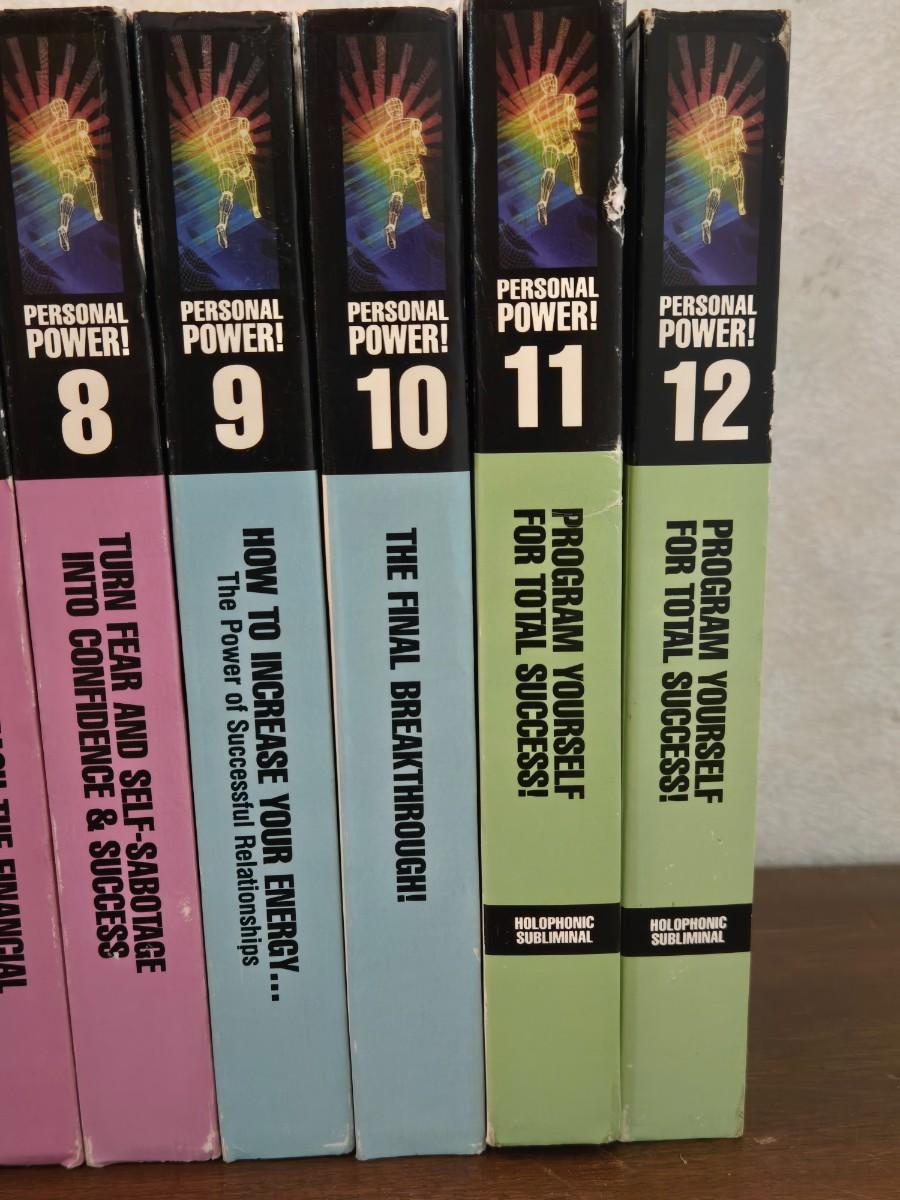 THE FINANCIAL
PERSONAL
POWER!
8
TURN FEAR AND SELF-SABOTAGE
INTO CONFIDENCE & SUCCESS
PERSONAL
POWER!
9
HOW TO INCREASE YOUR ENERGY...
The Power of Successful Relationships
PERSONAL
POWER!
10
THE FINAL BREAKTHROUGH!
PERSONAL
POWER!
11
PROGRAM YOURSELF
FOR TOTAL SUCCESS!
HOLOPHONIC
SUBLIMINAL
PERSONAL
POWER!
12
PROGRAM YOURSELF
FOR TOTAL SUCCESS!
HOLOPHONIC
SUBLIMINAL